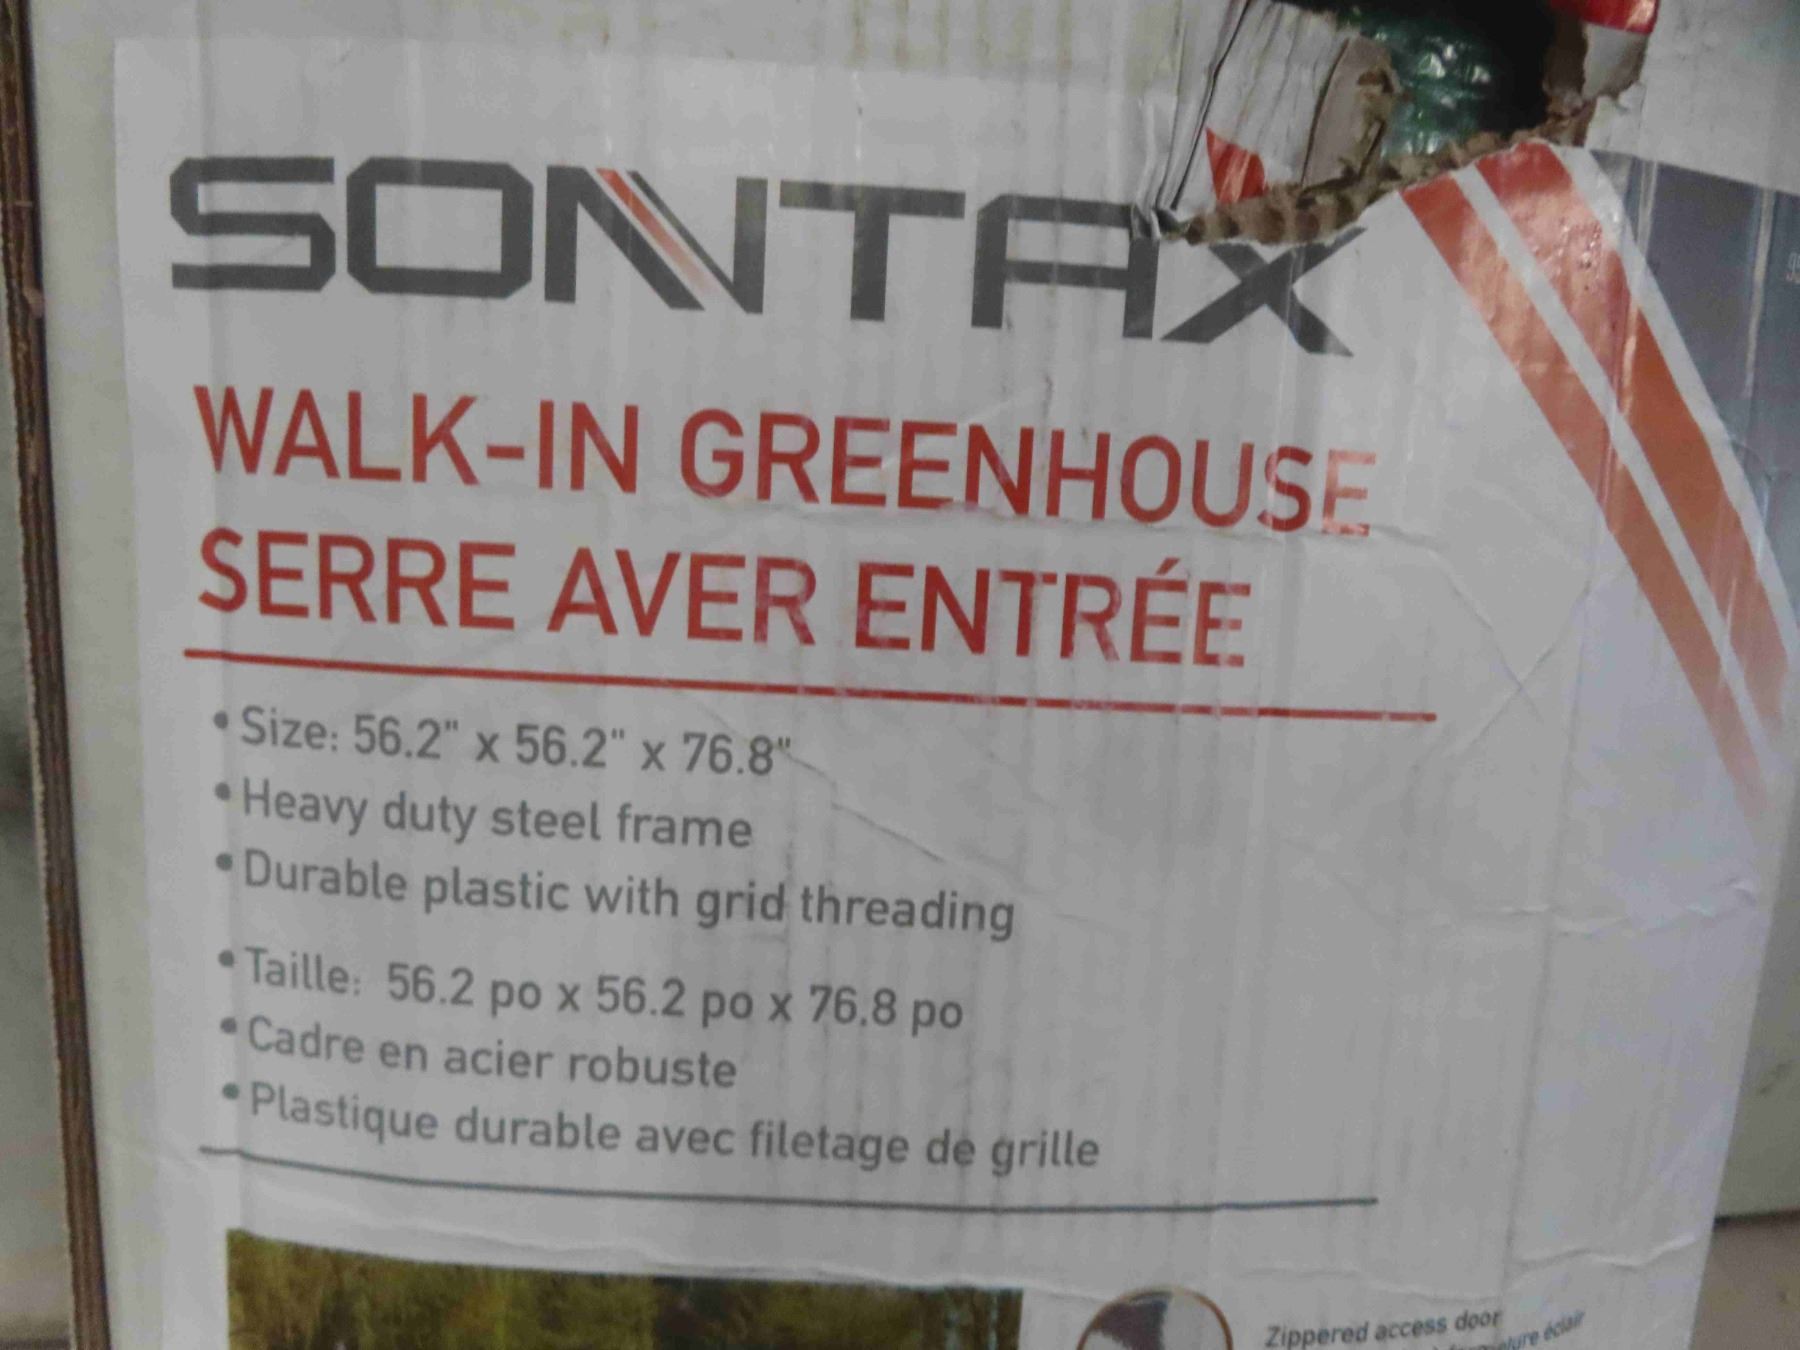 SONTAX
WALK-IN GREENHOUSE
SERRE AVER ENTRÉE
• Size: 56.2" x 56.2" x 76.8"
• Heavy duty steel frame
• Durable plastic with grid threading
• Taille: 56.2 po x 56.2 po x 76.8 po
• Cadre en acier robuste
• Plastique durable avec filetage de grille
Zippered access door
éclair